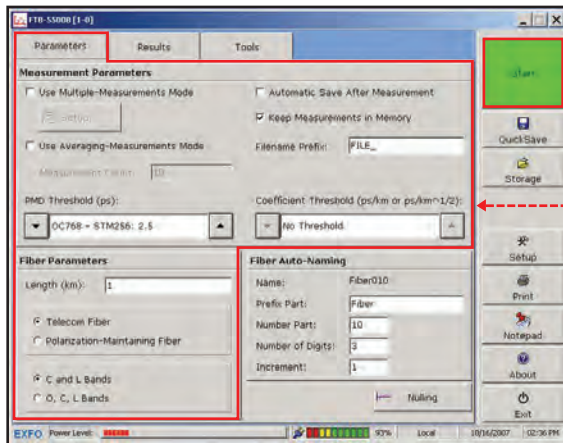 FTB-5500B [1-0]
Parameters
Results
Tools
Start
Measurement Parameters
Use Multiple-Measurements Mode
Automatic Save After Measurement
Setup
Keep Measurements in Memory
QuickSave
Use Averaging-Measurements Mode
Filename Prefix:
FILE_
Storage
Measurement Count:
10
PMD Threshold (ps):
Coefficient Threshold (ps/km or ps/km^1/2):
OC768 - STM256: 2.5
No Threshold
Setup
Fiber Parameters
Fiber Auto-Naming
Length (km):
1
Name:
Fiber010
Print
Prefix Part:
Fiber
Telecom Fiber
Number Part:
10
Notepad
Polarization-Maintaining Fiber
Number of Digits:
3
Increment:
1
About
C and L Bands
O, C, L Bands
Nulling
Exit
EXFO
Power Level:
93%
Local
10/16/2007
02:36 PM